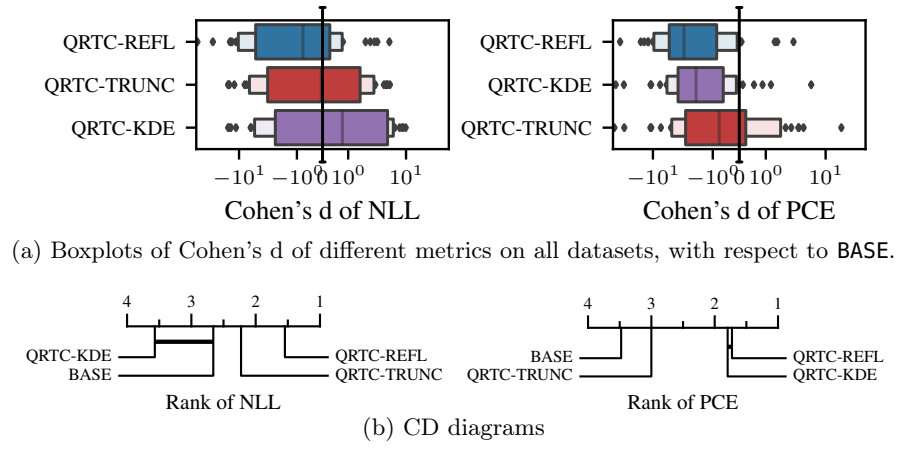 QRTC-REFL
QRTC-TRUNC
QRTC-KDE
−10¹ −10⁰ 0 10⁰ 10¹
Cohen's d of NLL
QRTC-REFL
QRTC-KDE
QRTC-TRUNC
−10¹ −10⁰ 0 10⁰ 10¹
Cohen's d of PCE
(a) Boxplots of Cohen's d of different metrics on all datasets, with respect to BASE.
4 3 2 1
QRTC-KDE QRTC-REFL
BASE QRTC-TRUNC
Rank of NLL
4 3 2 1
BASE QRTC-REFL
QRTC-TRUNC QRTC-KDE
Rank of PCE
(b) CD diagrams